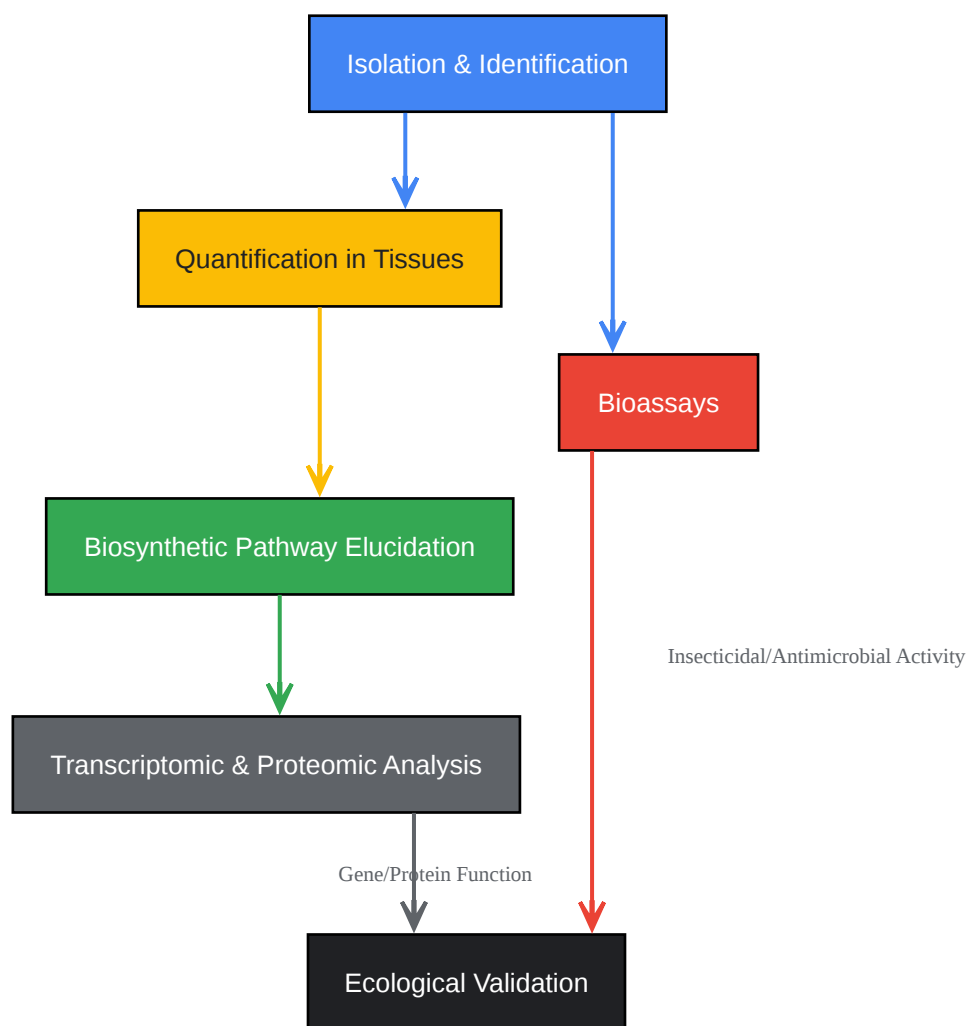 Isolation & Identification
Quantification in Tissues
Bioassays
Biosynthetic Pathway Elucidation
Insecticidal/Antimicrobial Activity
Transcriptomic & Proteomic Analysis
Gene/Protein Function
Ecological Validation